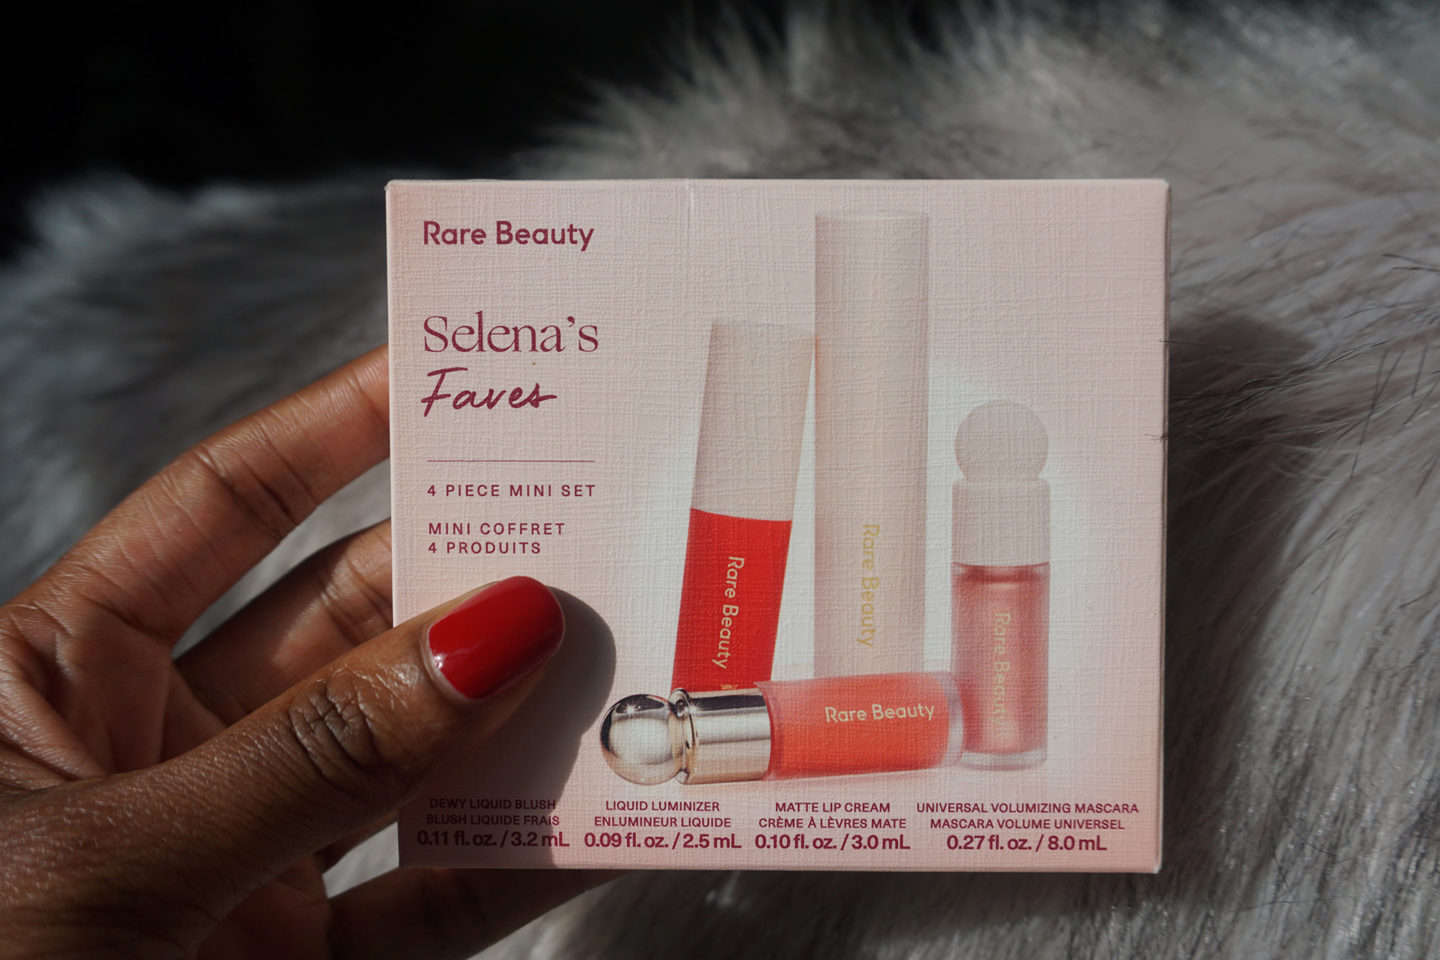 Rare Beauty
Selena's
Faves
4 PIECE MINI SET
MINI COFFRET
4 PRODUITS
Rare Beauty
Rare Beauty
Rare Beauty
Rare Beauty
DEWY LIQUID BLUSH
BLUSH LIQUIDE FRAIS
0.11 fl. oz. / 3.2 mL
LIQUID LUMINIZER
ENLUMINEUR LIQUIDE
0.09 fl. oz. / 2.5 mL
MATTE LIP CREAM
CRÈME À LÈVRES MATE
0.10 fl. oz. / 3.0 mL
UNIVERSAL VOLUMIZING MASCARA
MASCARA VOLUME UNIVERSEL
0.27 fl. oz. / 8.0 mL